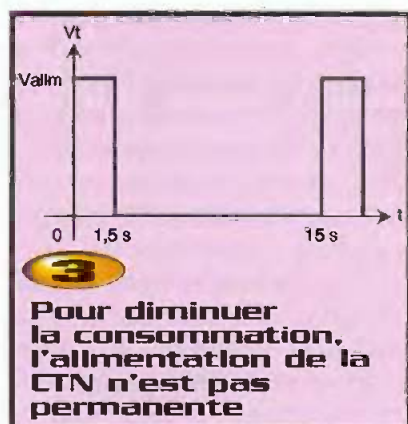 Vt
Valim
t
0 1,5 s 15 s
3
Pour diminuer
la consommation,
l'alimentation de la
CTN n'est pas
permanente